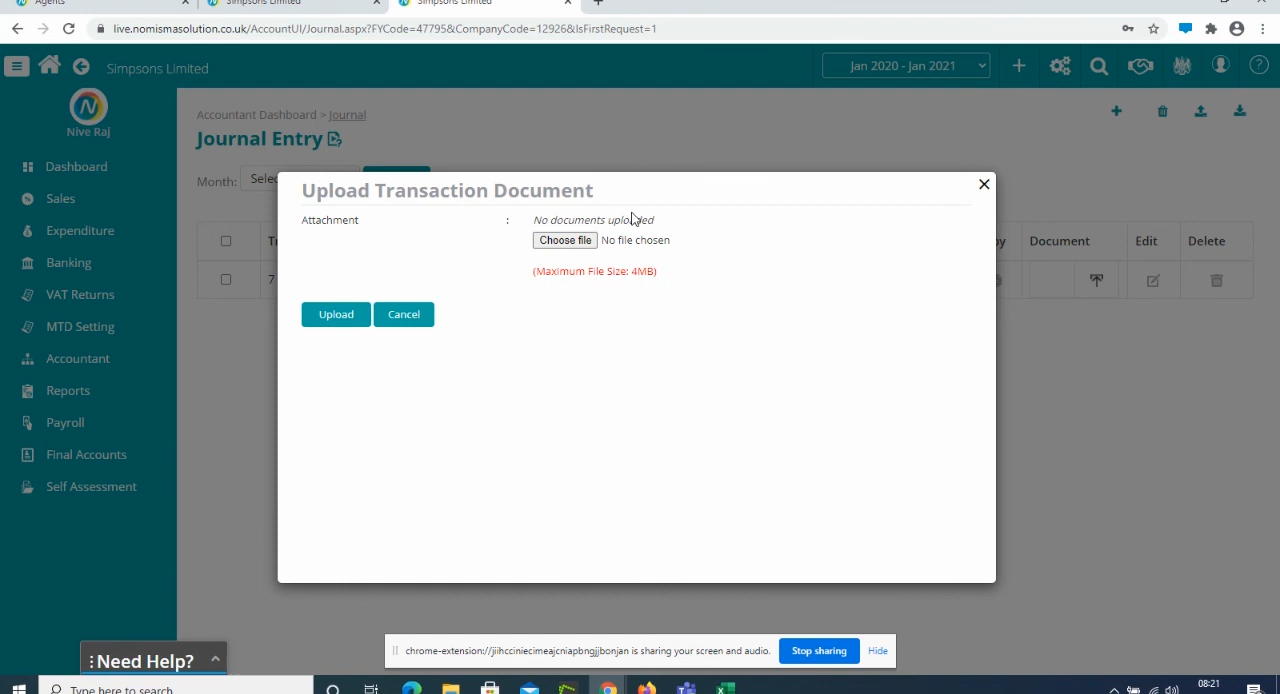 Agents
Simpsons Limited
Simpsons Limited
live.nomismasolution.co.uk/AccountUI/Journal.aspx?FYCode=47795&CompanyCode=12926&IsFirstRequest=1
Simpsons Limited
Jan 2020 - Jan 2021
Nive Raj
Dashboard
Sales
Expenditure
Banking
VAT Returns
MTD Setting
Accountant
Reports
Payroll
Final Accounts
Self Assessment
Accountant Dashboard > Journal
Journal Entry
Month:
Selec
Upload Transaction Document
Attachment : No documents uploaded
Choose file No file chosen
(Maximum File Size: 4MB)
Upload Cancel
Tr
by Document Edit Delete
7
Need Help?
chrome-extension://jiihcciniecimeajcniapbngjjbonjan is sharing your screen and audio. Stop sharing Hide
Type here to search
08:21